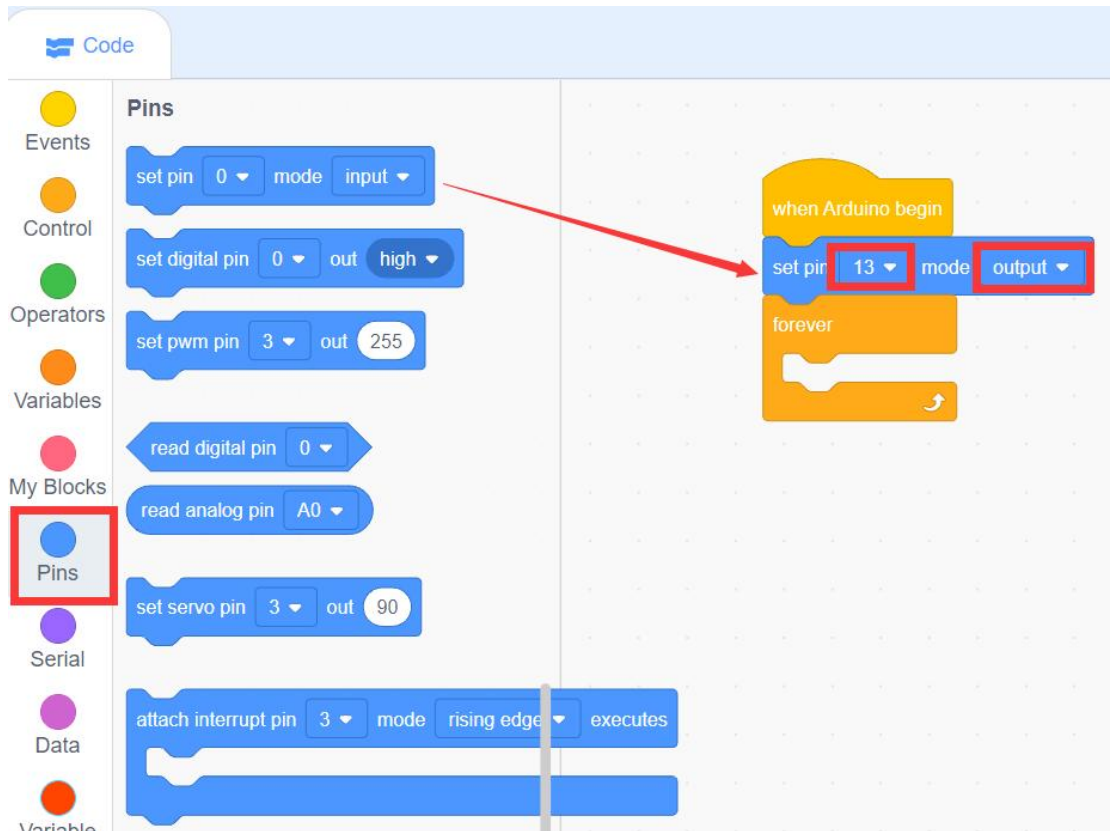 Code
Events
Control
Operators
Variables
My Blocks
Pins
Serial
Data
Variable
Pins
set pin 0 mode input
set digital pin 0 out high
set pwm pin 3 out 255
read digital pin 0
read analog pin A0
set servo pin 3 out 90
attach interrupt pin 3 mode rising edge executes
when Arduino begin
set pin 13 mode output
forever